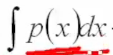 ∫ p(x)dx